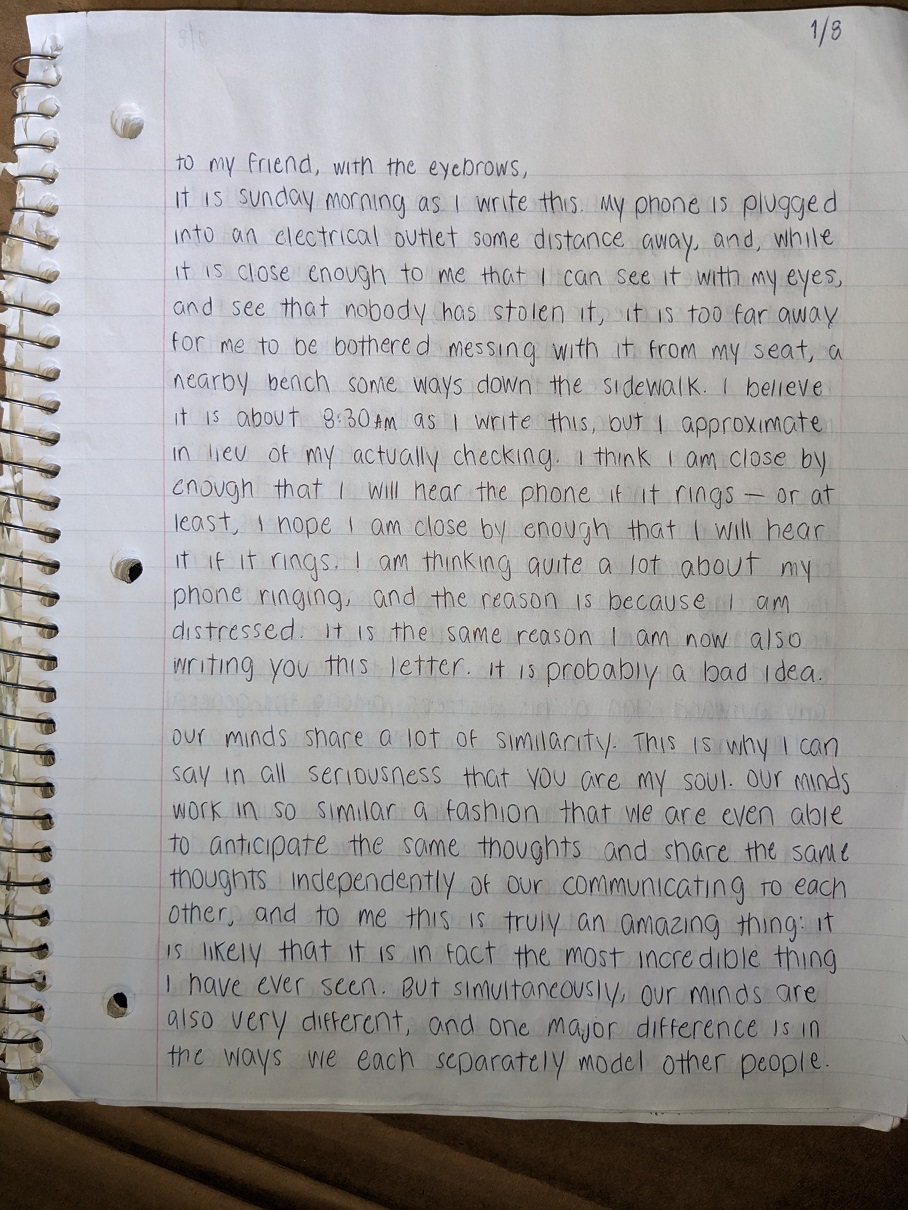 1/8
to my friend, with the eyebrows,
it is sunday morning as I write this. My phone is plugged
into an electrical outlet some distance away, and, while
it is close enough to me that I can see it with my eyes,
and see that nobody has stolen it, it is too far away
for me to be bothered messing with it from my seat, a
nearby bench some ways down the sidewalk. I believe
it is about 8:30AM as I write this, but I approximate
in lieu of my actually checking. I think I am close by
enough that I will hear the phone if it rings — or at
least, I hope I am close by enough that I will hear
it if it rings. I am thinking quite a lot about my
phone ringing, and the reason is because I am
distressed. It is the same reason I am now also
writing you this letter. It is probably a bad idea.
our minds share a lot of similarity. This is why I can
say in all seriousness that you are my soul. Our minds
work in so similar a fashion that we are even able
to anticipate the same thoughts and share the same
thoughts independently of our communicating to each
other, and to me this is truly an amazing thing: it
is likely that it is in fact the most incredible thing
I have ever seen. But simultaneously, our minds are
also very different, and one major difference is in
the ways we each separately model other people.